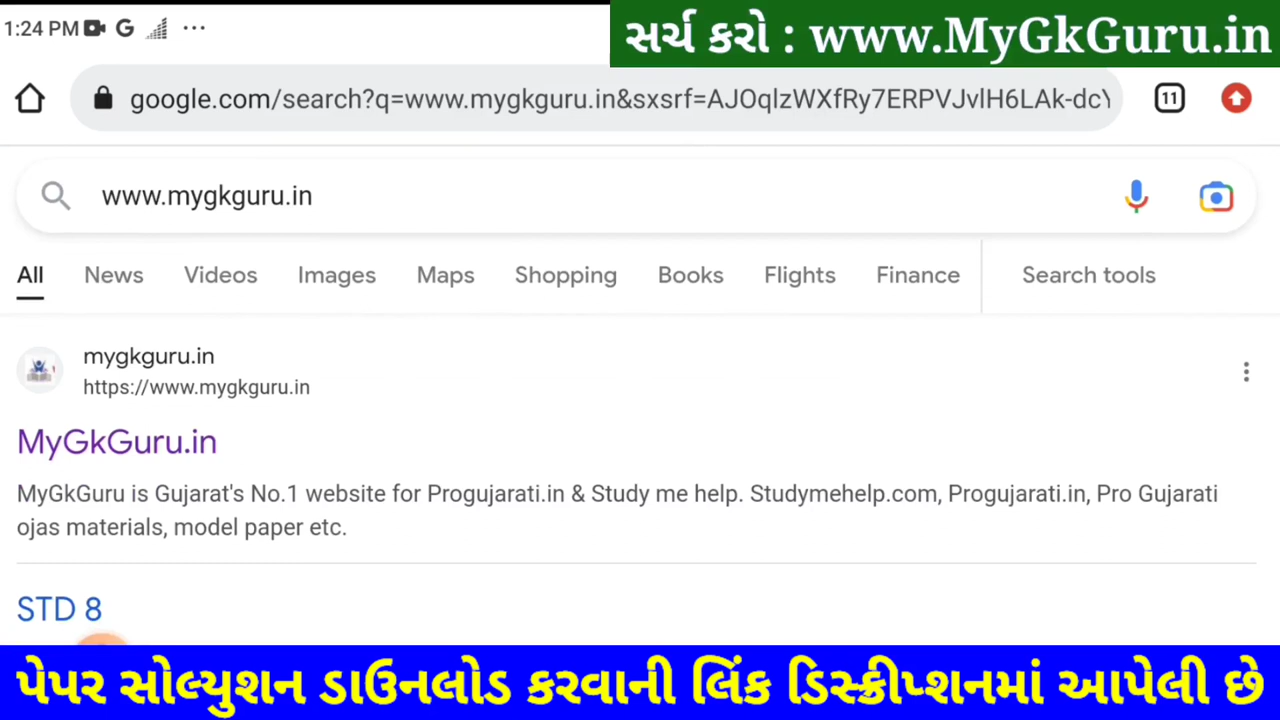 1:24 PM
સર્ચ કરો : www.MyGkGuru.in
google.com/search?q=www.mygkguru.in&sxsrf=AJOqlzWXfRy7ERPVJvlH6LAk-dcY
11
www.mygkguru.in
All News Videos Images Maps Shopping Books Flights Finance Search tools
mygkguru.in
https://www.mygkguru.in
MyGkGuru.in
MyGkGuru is Gujarat's No.1 website for Progujarati.in & Study me help. Studymehelp.com, Progujarati.in, Pro Gujarati
ojas materials, model paper etc.
STD 8
પેપર સોલ્યુશન ડાઉનલોડ કરવાની લિંક ડિસ્ક્રીપ્શનમાં આપેલી છે